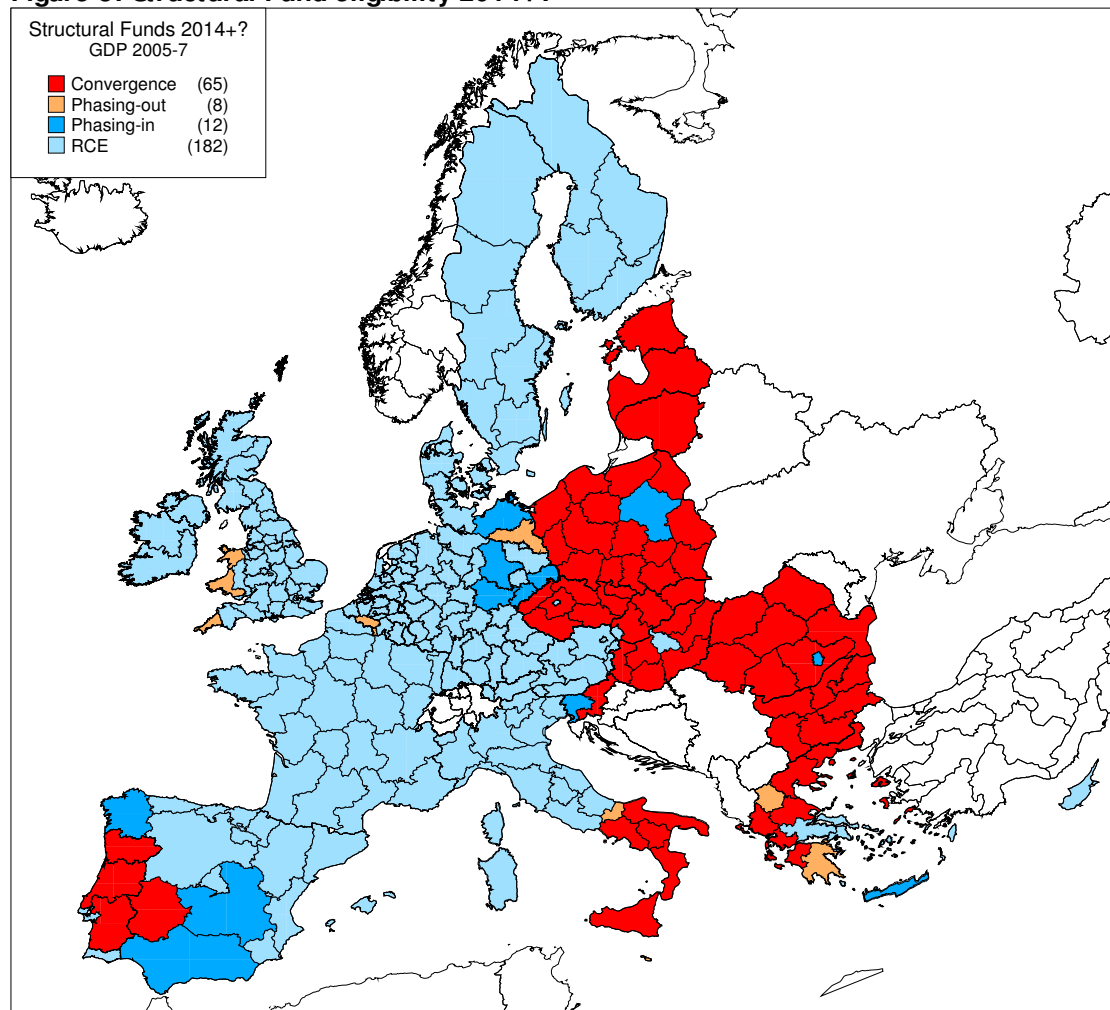 Structural Funds 2014+?
GDP 2005-7
Convergence (65)
Phasing-out (8)
Phasing-in (12)
RCE (182)